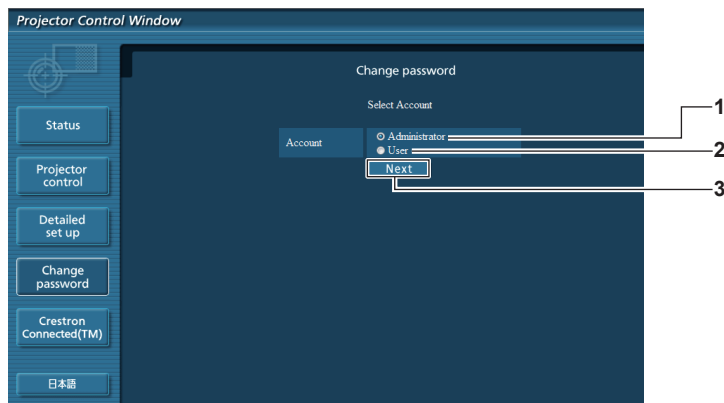 Projector Control Window
Change password
Select Account
Account
Administrator
User
Next
Status
Projector
control
Detailed
set up
Change
password
Crestron
Connected(TM)
日本語
1
2
3